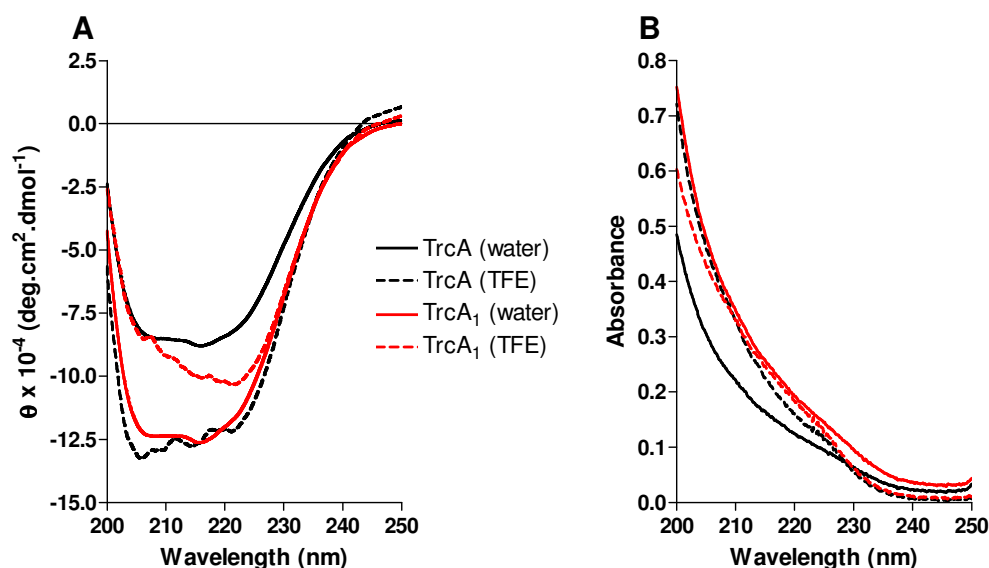 A
2.5
0.0
-2.5
-5.0
-7.5
-10.0
-12.5
-15.0
θ x 10⁻⁴ (deg.cm².dmol⁻¹)
200 210 220 230 240 250
Wavelength (nm)
TrcA (water)
TrcA (TFE)
TrcA₁ (water)
TrcA₁ (TFE)
B
0.8
0.7
0.6
0.5
0.4
0.3
0.2
0.1
0.0
Absorbance
200 210 220 230 240 250
Wavelength (nm)